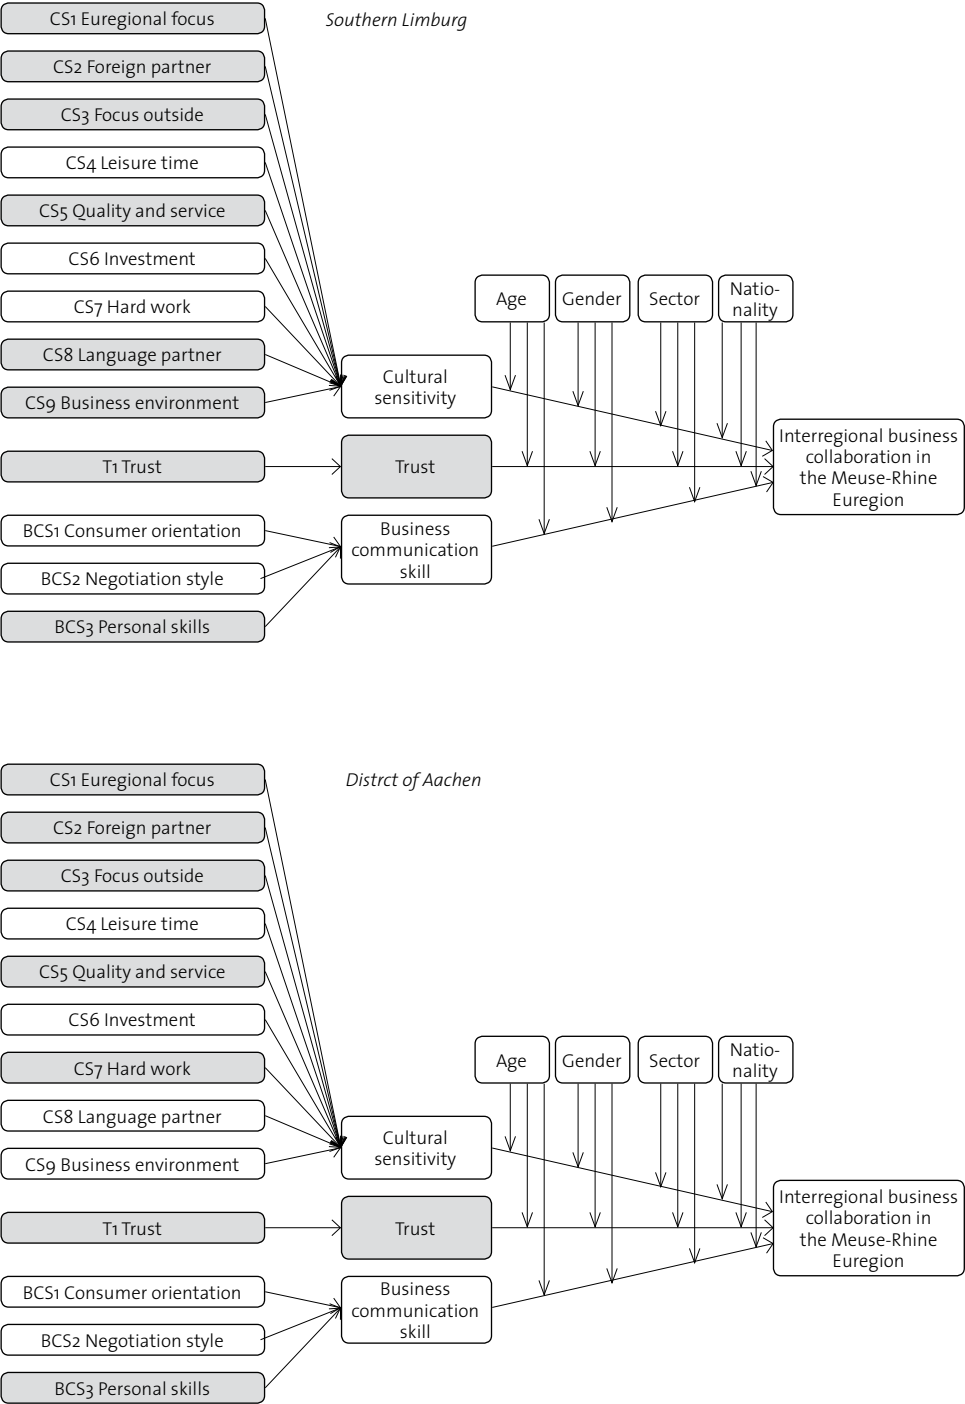 CS1 Euregional focus
Southern Limburg
CS2 Foreign partner
CS3 Focus outside
CS4 Leisure time
CS5 Quality and service
CS6 Investment
CS7 Hard work
CS8 Language partner
CS9 Business environment
T1 Trust
BCS1 Consumer orientation
BCS2 Negotiation style
BCS3 Personal skills
Cultural
sensitivity
Trust
Business
communication
skill
Age
Gender
Sector
Natio-
nality
Interregional business
collaboration in
the Meuse-Rhine
Euregion
CS1 Euregional focus
Distrct of Aachen
CS2 Foreign partner
CS3 Focus outside
CS4 Leisure time
CS5 Quality and service
CS6 Investment
CS7 Hard work
CS8 Language partner
CS9 Business environment
T1 Trust
BCS1 Consumer orientation
BCS2 Negotiation style
BCS3 Personal skills
Cultural
sensitivity
Trust
Business
communication
skill
Age
Gender
Sector
Natio-
nality
Interregional business
collaboration in
the Meuse-Rhine
Euregion